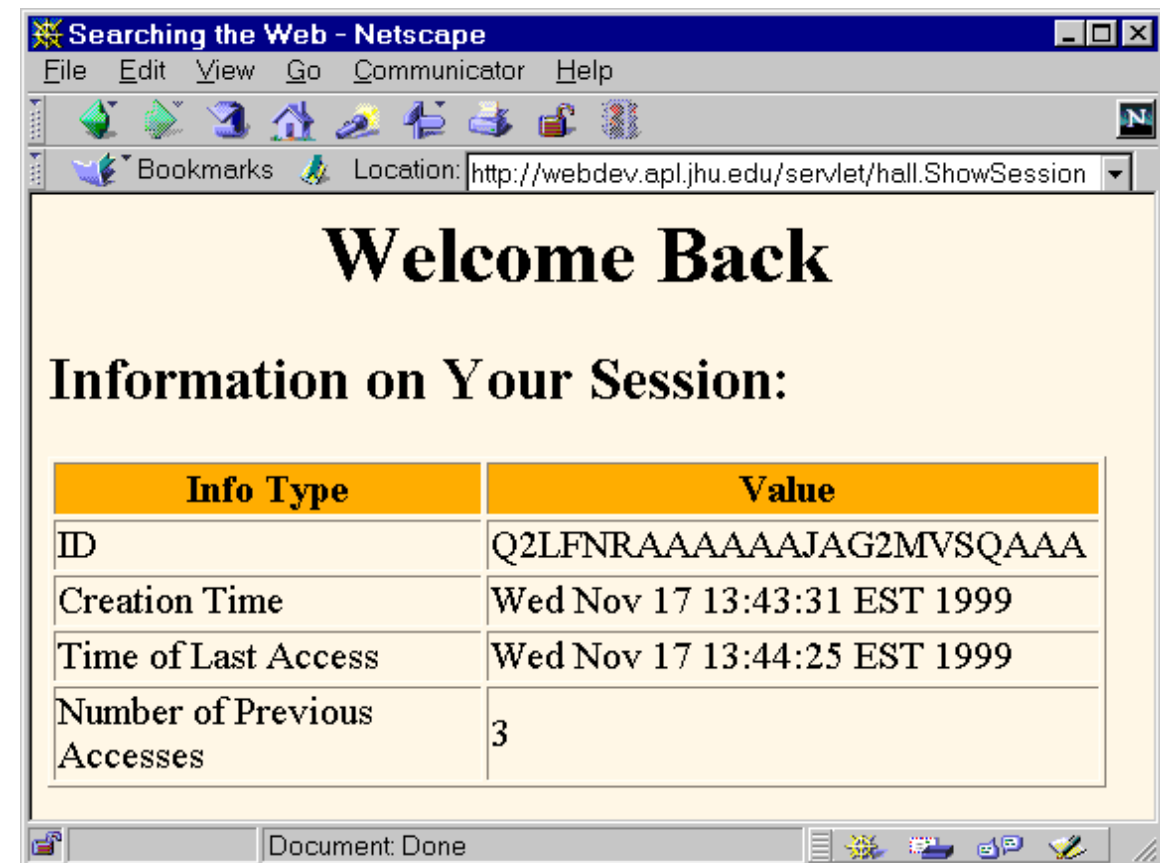 Searching the Web - Netscape
File Edit View Go Communicator Help
N
Bookmarks Location: http://webdev.apl.jhu.edu/servlet/hall.ShowSession
Welcome Back
Information on Your Session:
Info Type Value
ID Q2LFNRAAAAAAJAG2MVSQAAA
Creation Time Wed Nov 17 13:43:31 EST 1999
Time of Last Access Wed Nov 17 13:44:25 EST 1999
Number of Previous
Accesses 3
Document: Done